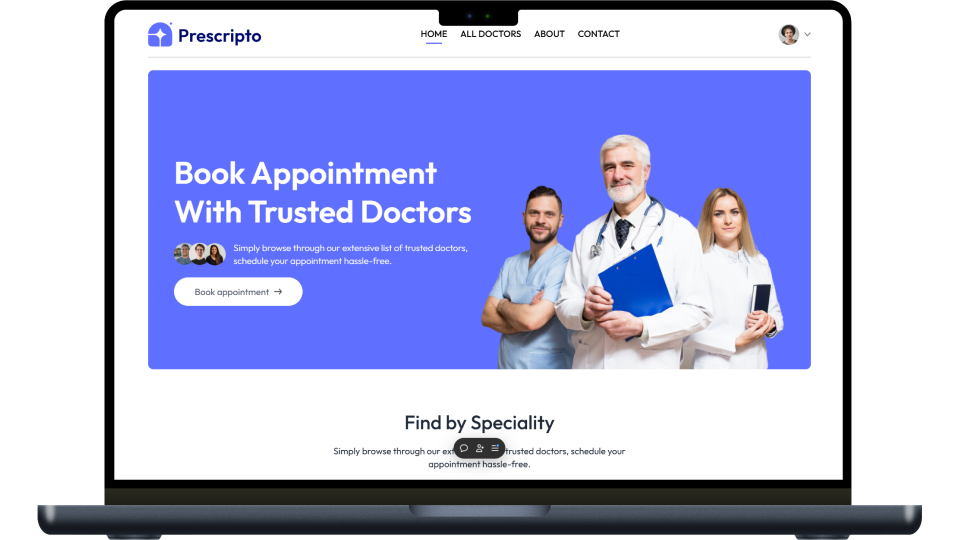 Prescripto
HOME ALL DOCTORS ABOUT CONTACT
Book Appointment
With Trusted Doctors
Simply browse through our extensive list of trusted doctors,
schedule your appointment hassle-free.
Book appointment →
Find by Speciality
Simply browse through our trusted doctors, schedule your
appointment hassle-free.